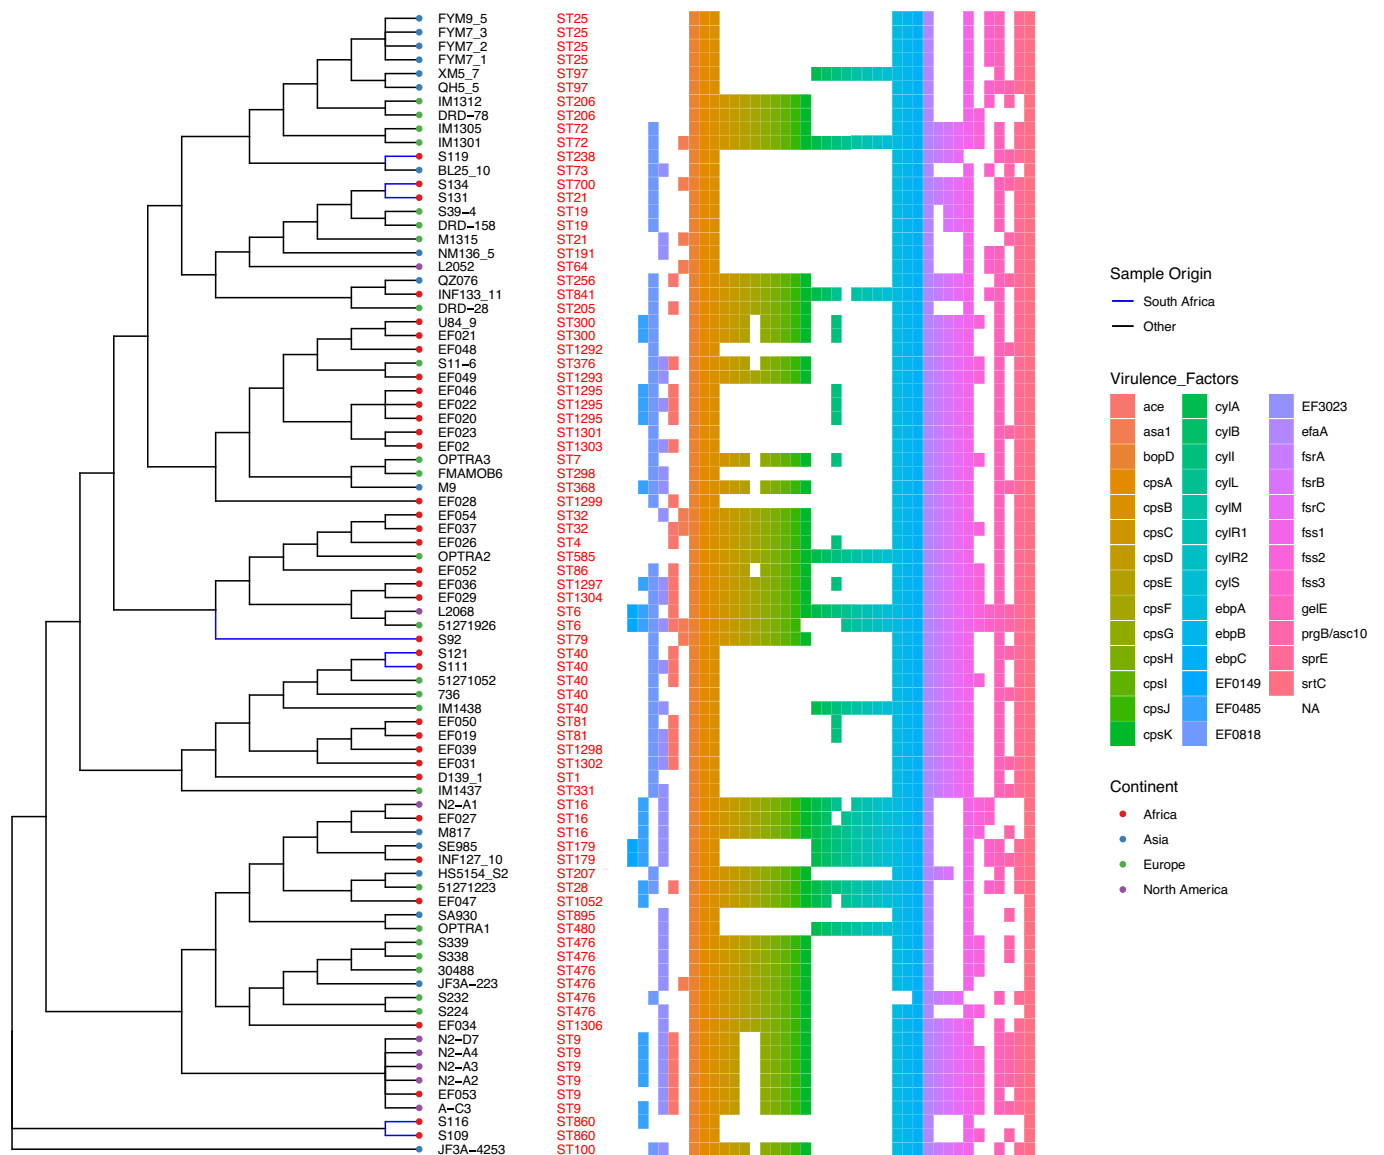 FYM9_5 ST25
FYM7_3 ST25
FYM7_2 ST25
FYM7_1 ST25
XM5_7 ST97
QH5_5 ST97
IM1312 ST206
DRD−78 ST206
IM1305 ST72
IM1301 ST72
S119 ST238
BL25_10 ST73
S134 ST700
S131 ST21
S39−4 ST19
DRD−158 ST19
M1315 ST21
NM136_5 ST191
L2052 ST64
QZ076 ST256
INF133_11 ST841
DRD−28 ST205
U84_9 ST300
EF021 ST300
EF048 ST1292
S11−6 ST376
EF049 ST1293
EF046 ST1295
EF022 ST1295
EF020 ST1295
EF023 ST1301
EF02 ST1303
OPTRA3 ST7
FMAMOB6 ST298
M9 ST368
EF028 ST1299
EF054 ST32
EF037 ST32
EF026 ST4
OPTRA2 ST585
EF052 ST86
EF036 ST1297
EF029 ST1304
L2068 ST6
51271926 ST6
S92 ST79
S121 ST40
S111 ST40
51271052 ST40
736 ST40
IM1438 ST40
EF050 ST81
EF019 ST81
EF039 ST1298
EF031 ST1302
D139_1 ST1
IM1437 ST331
N2−A1 ST16
EF027 ST16
M817 ST16
SE985 ST179
INF127_10 ST179
HS5154_S2 ST207
51271223 ST28
EF047 ST1052
SA930 ST895
OPTRA1 ST480
S339 ST476
S338 ST476
30488 ST476
JF3A−223 ST476
S232 ST476
S224 ST476
EF034 ST1306
N2−D7 ST9
N2−A4 ST9
N2−A3 ST9
N2−A2 ST9
EF053 ST9
A−C3 ST9
S116 ST860
S109 ST860
JF3A−4253 ST100
Sample Origin
South Africa
Other
Virulence_Factors
ace cylA EF3023
asa1 cylB efaA
bopD cylI fsrA
cpsA cylL fsrB
cpsB cylM fsrC
cpsC cylR1 fss1
cpsD cylR2 fss2
cpsE cylS fss3
cpsF ebpA gelE
cpsG ebpB prgB/asc10
cpsH ebpC sprE
cpsI EF0149 srtC
cpsJ EF0485 NA
cpsK EF0818
Continent
Africa
Asia
Europe
North America